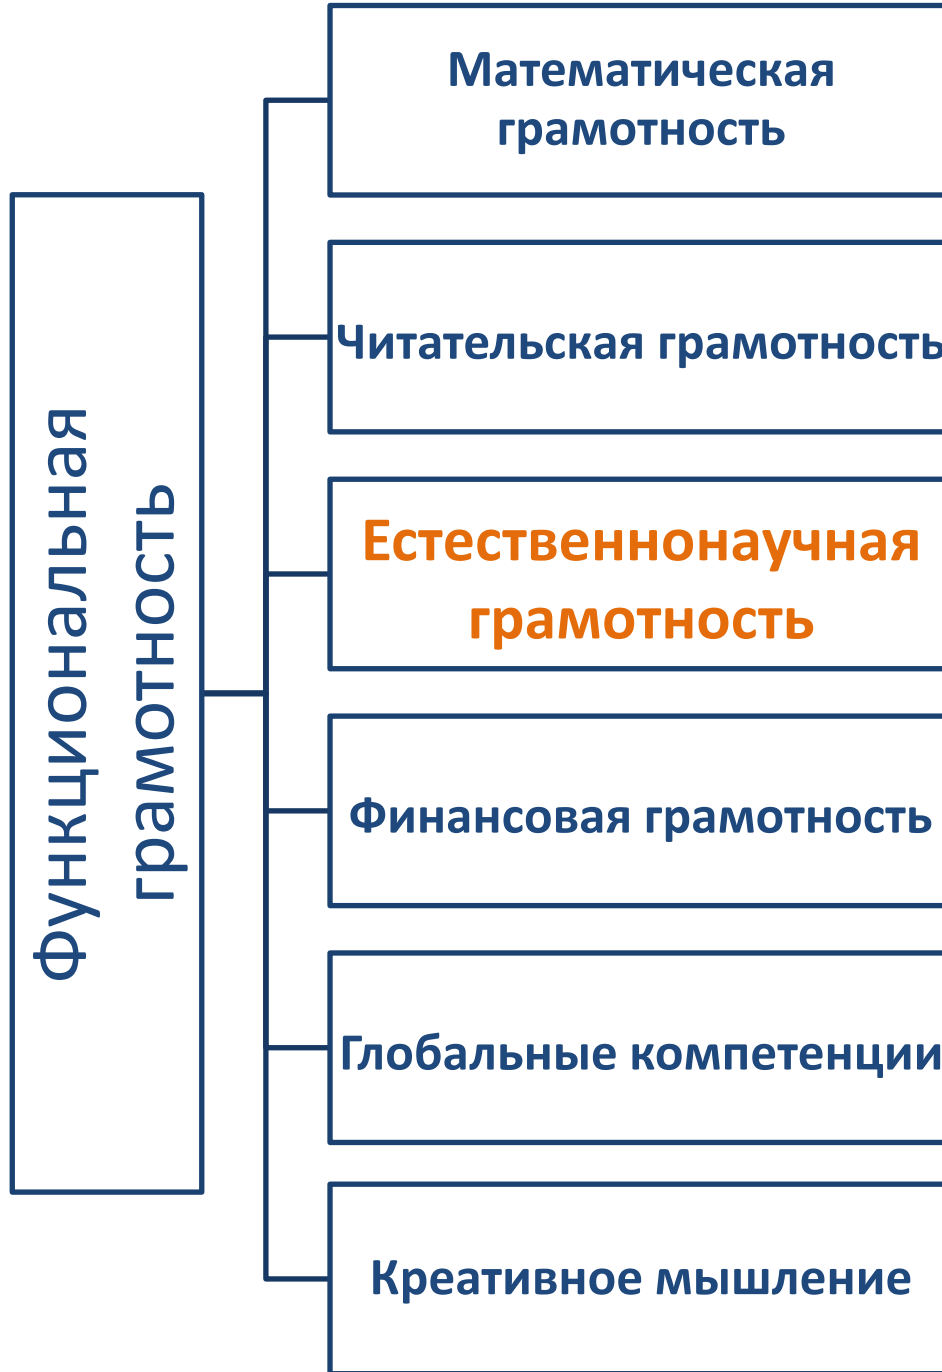 Функциональная
грамотность
Математическая
грамотность
Читательская грамотность
Естественнонаучная
грамотность
Финансовая грамотность
Глобальные компетенции
Креативное мышление